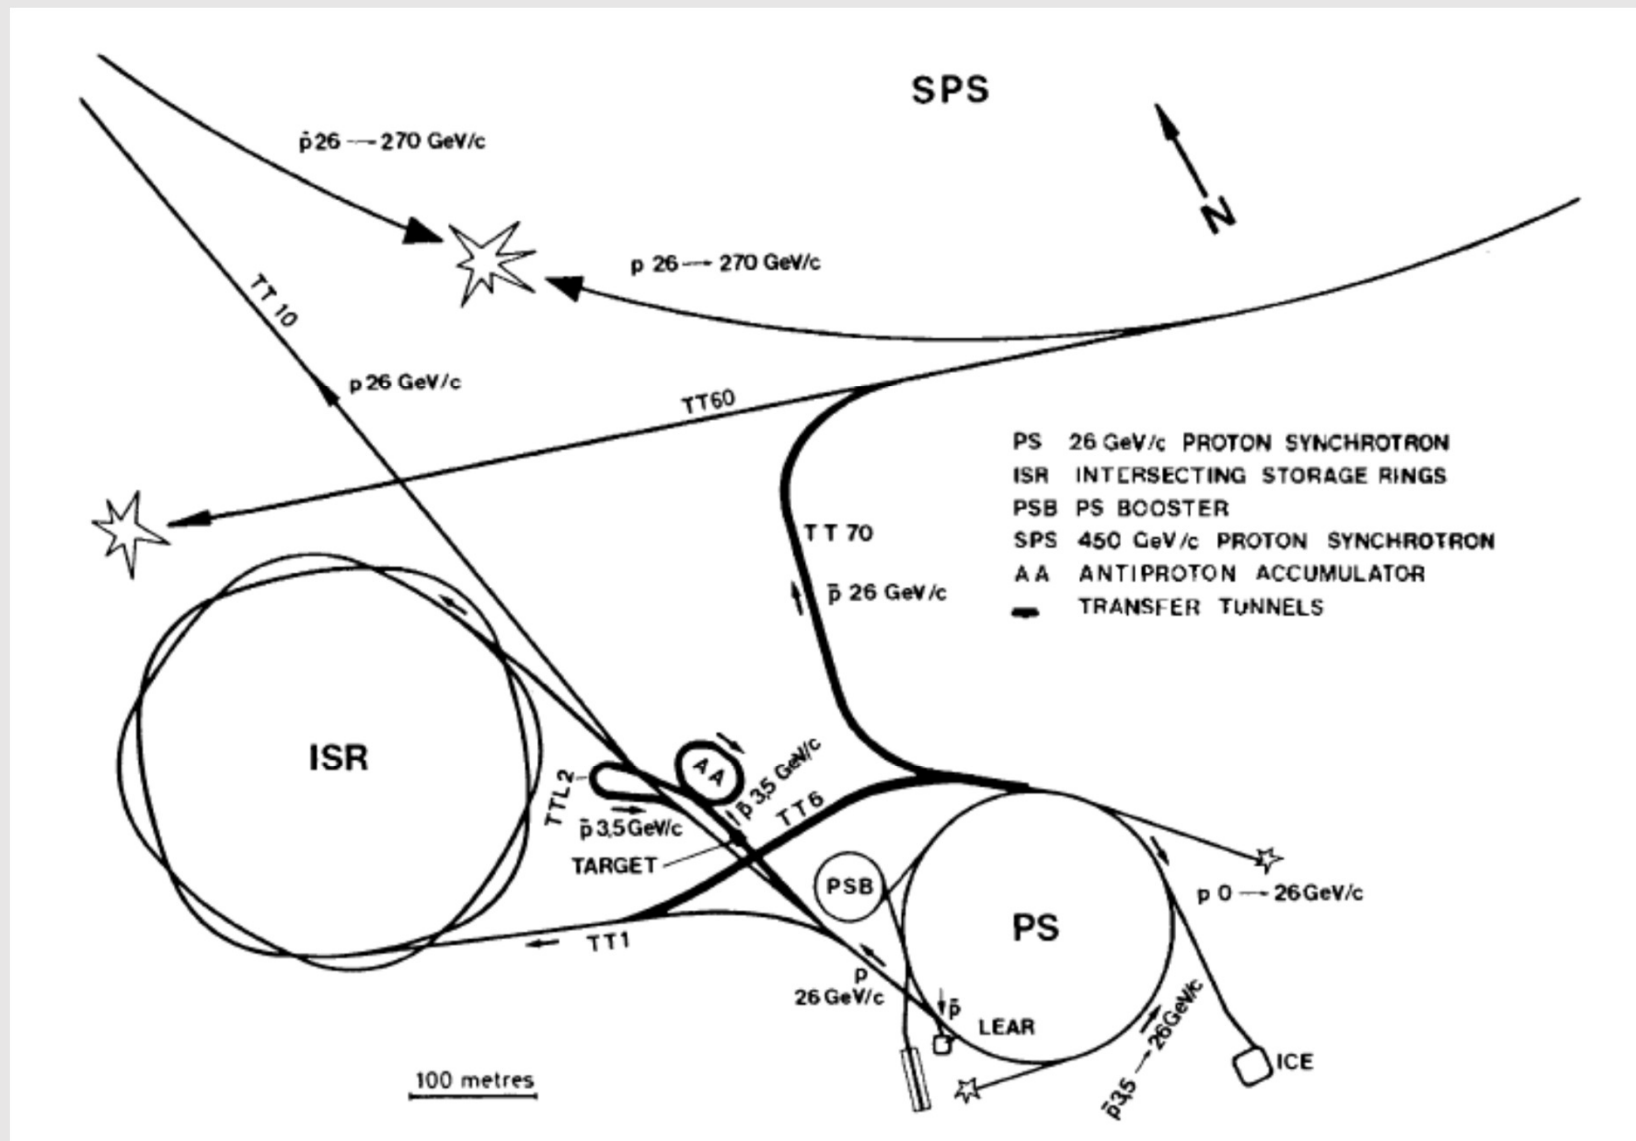 SPS
p̄ 26 — 270 GeV/c
N
p 26 — 270 GeV/c
TT 10
p 26 GeV/c
TT60
PS 26 GeV/c PROTON SYNCHROTRON
ISR INTERSECTING STORAGE RINGS
PSB PS BOOSTER
SPS 450 GeV/c PROTON SYNCHROTRON
AA ANTIPROTON ACCUMULATOR
TRANSFER TUNNELS
TT 70
p̄ 26 GeV/c
ISR
AA
TTL2
p̄ 3,5 GeV/c
p̄ 3,5 GeV/c
TT6
TARGET
PSB
PS
p 0 — 26 GeV/c
TT1
p
26 GeV/c
p̄
LEAR
p̄ 3,5 — 26 GeV/c
ICE
100 metres